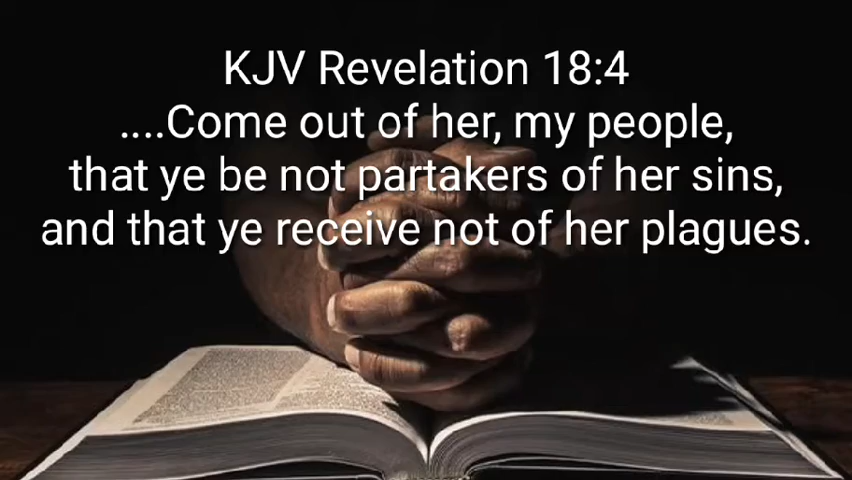 KJV Revelation 18:4
....Come out of her, my people,
that ye be not partakers of her sins,
and that ye receive not of her plagues.